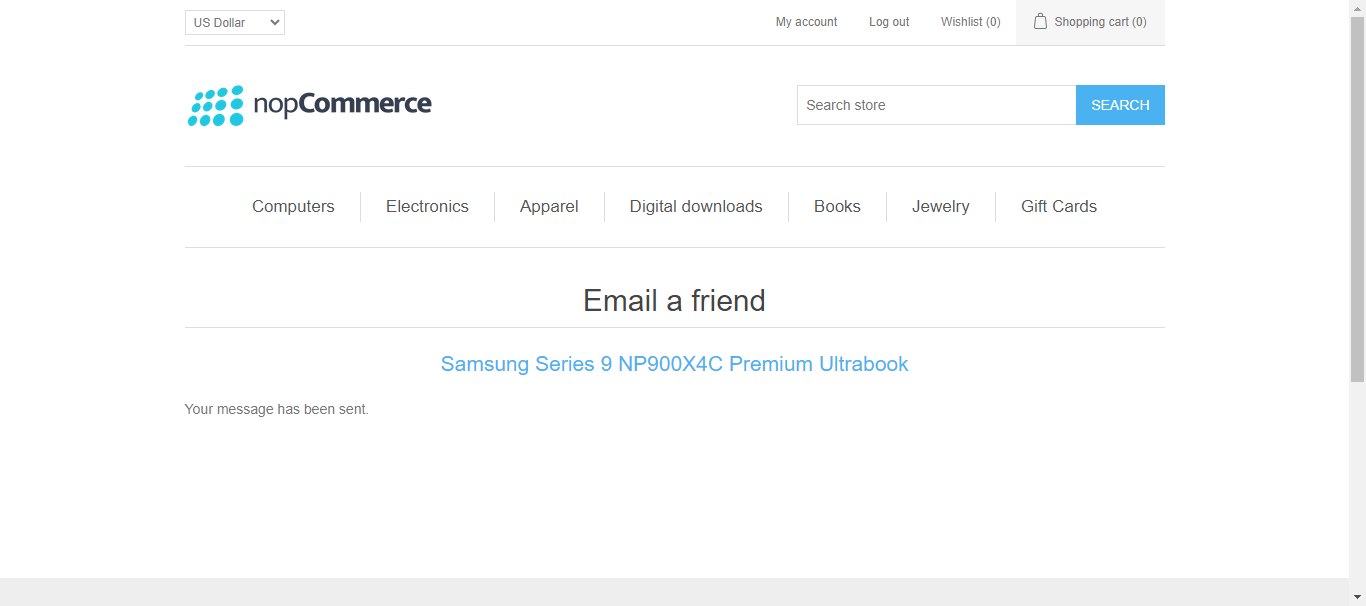 US Dollar
My account
Log out
Wishlist (0)
Shopping cart (0)
nopCommerce
Search store
SEARCH
Computers
Electronics
Apparel
Digital downloads
Books
Jewelry
Gift Cards
Email a friend
Samsung Series 9 NP900X4C Premium Ultrabook
Your message has been sent.